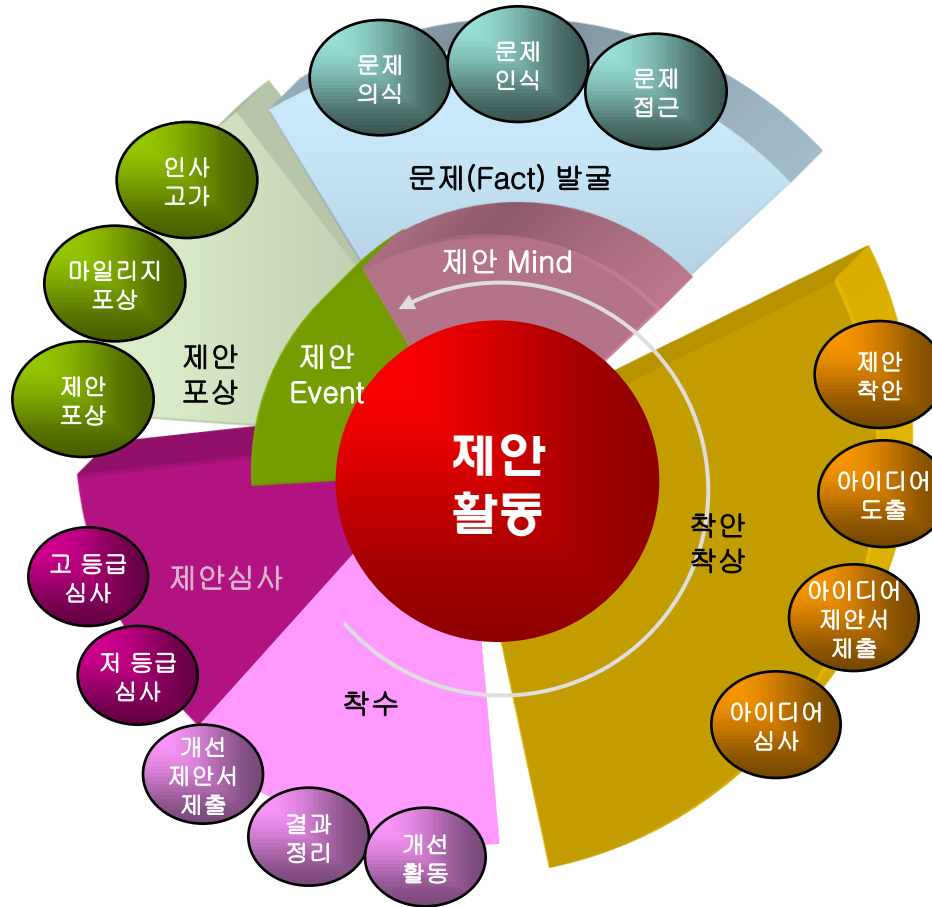 문제
의식
문제
인식
문제
접근
문제(Fact) 발굴
제안 Mind
인사
고가
마일리지
포상
제안
포상
제안
포상
제안
Event
제안
활동
제안
착안
아이디어
도출
아이디어
제안서
제출
아이디어
심사
착안
착상
고 등급
심사
저 등급
심사
제안심사
착수
개선
제안서
제출
결과
정리
개선
활동